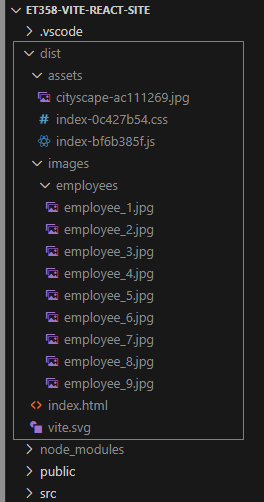 ET358-VITE-REACT-SITE
.vscode
dist
assets
cityscape-ac111269.jpg
index-0c427b54.css
index-bf6b385f.js
images
employees
employee_1.jpg
employee_2.jpg
employee_3.jpg
employee_4.jpg
employee_5.jpg
employee_6.jpg
employee_7.jpg
employee_8.jpg
employee_9.jpg
index.html
vite.svg
node_modules
public
src